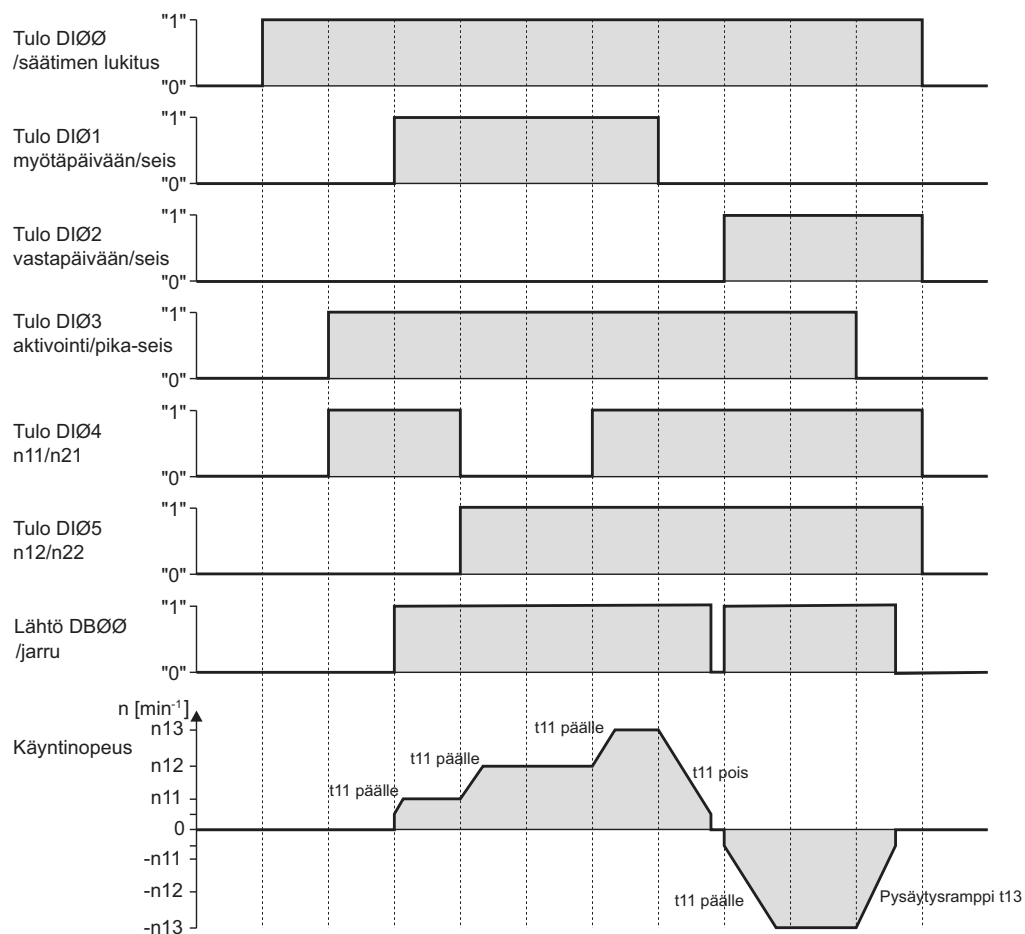 "1"
Tulo DIØØ
/säätimen lukitus
"0"
"1"
Tulo DIØ1
myötäpäivään/seis
"0"
"1"
Tulo DIØ2
vastapäivään/seis
"0"
"1"
Tulo DIØ3
aktivointi/pika-seis
"0"
"1"
Tulo DIØ4
n11/n21
"0"
"1"
Tulo DIØ5
n12/n22
"0"
"1"
Lähtö DBØØ
/jarru
"0"
n [min-1]
n13
t11 päälle
Käyntinopeus
t11 päälle
n12
t11 pois
t11 päälle
n11
0
-n11
-n12
t11 päälle
Pysäytysramppi t13
-n13